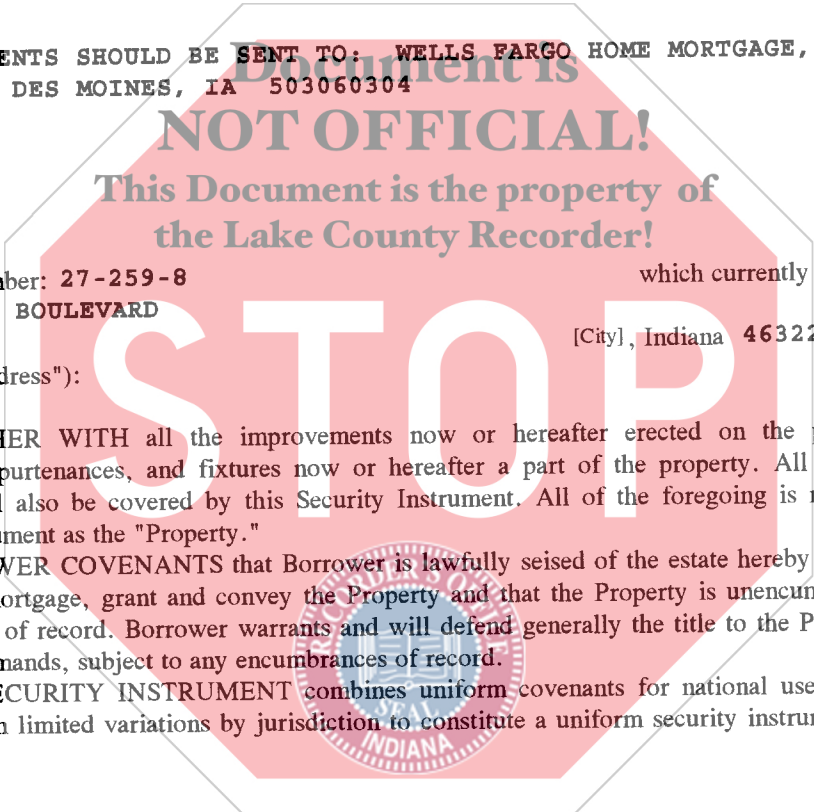 ENTS SHOULD BE SENT TO: WELLS FARGO HOME MORTGAGE,
DES MOINES, IA 503060304
Document is
NOT OFFICIAL!
This Document is the property of
the Lake County Recorder!
ber: 27-259-8 which currently
BOULEVARD
[City], Indiana 46322
dress"):
STOP
HER WITH all the improvements now or hereafter erected on the
purtenances, and fixtures now or hereafter a part of the property. All
also be covered by this Security Instrument. All of the foregoing is
ument as the "Property."
WER COVENANTS that Borrower is lawfully seised of the estate hereby
ortgage, grant and convey the Property and that the Property is unencum
of record. Borrower warrants and will defend generally the title to the P
mands, subject to any encumbrances of record.
ECURITY INSTRUMENT combines uniform covenants for national use
limited variations by jurisdiction to constitute a uniform security instru
RECORDER'S OFFICE
SEAL
INDIANA